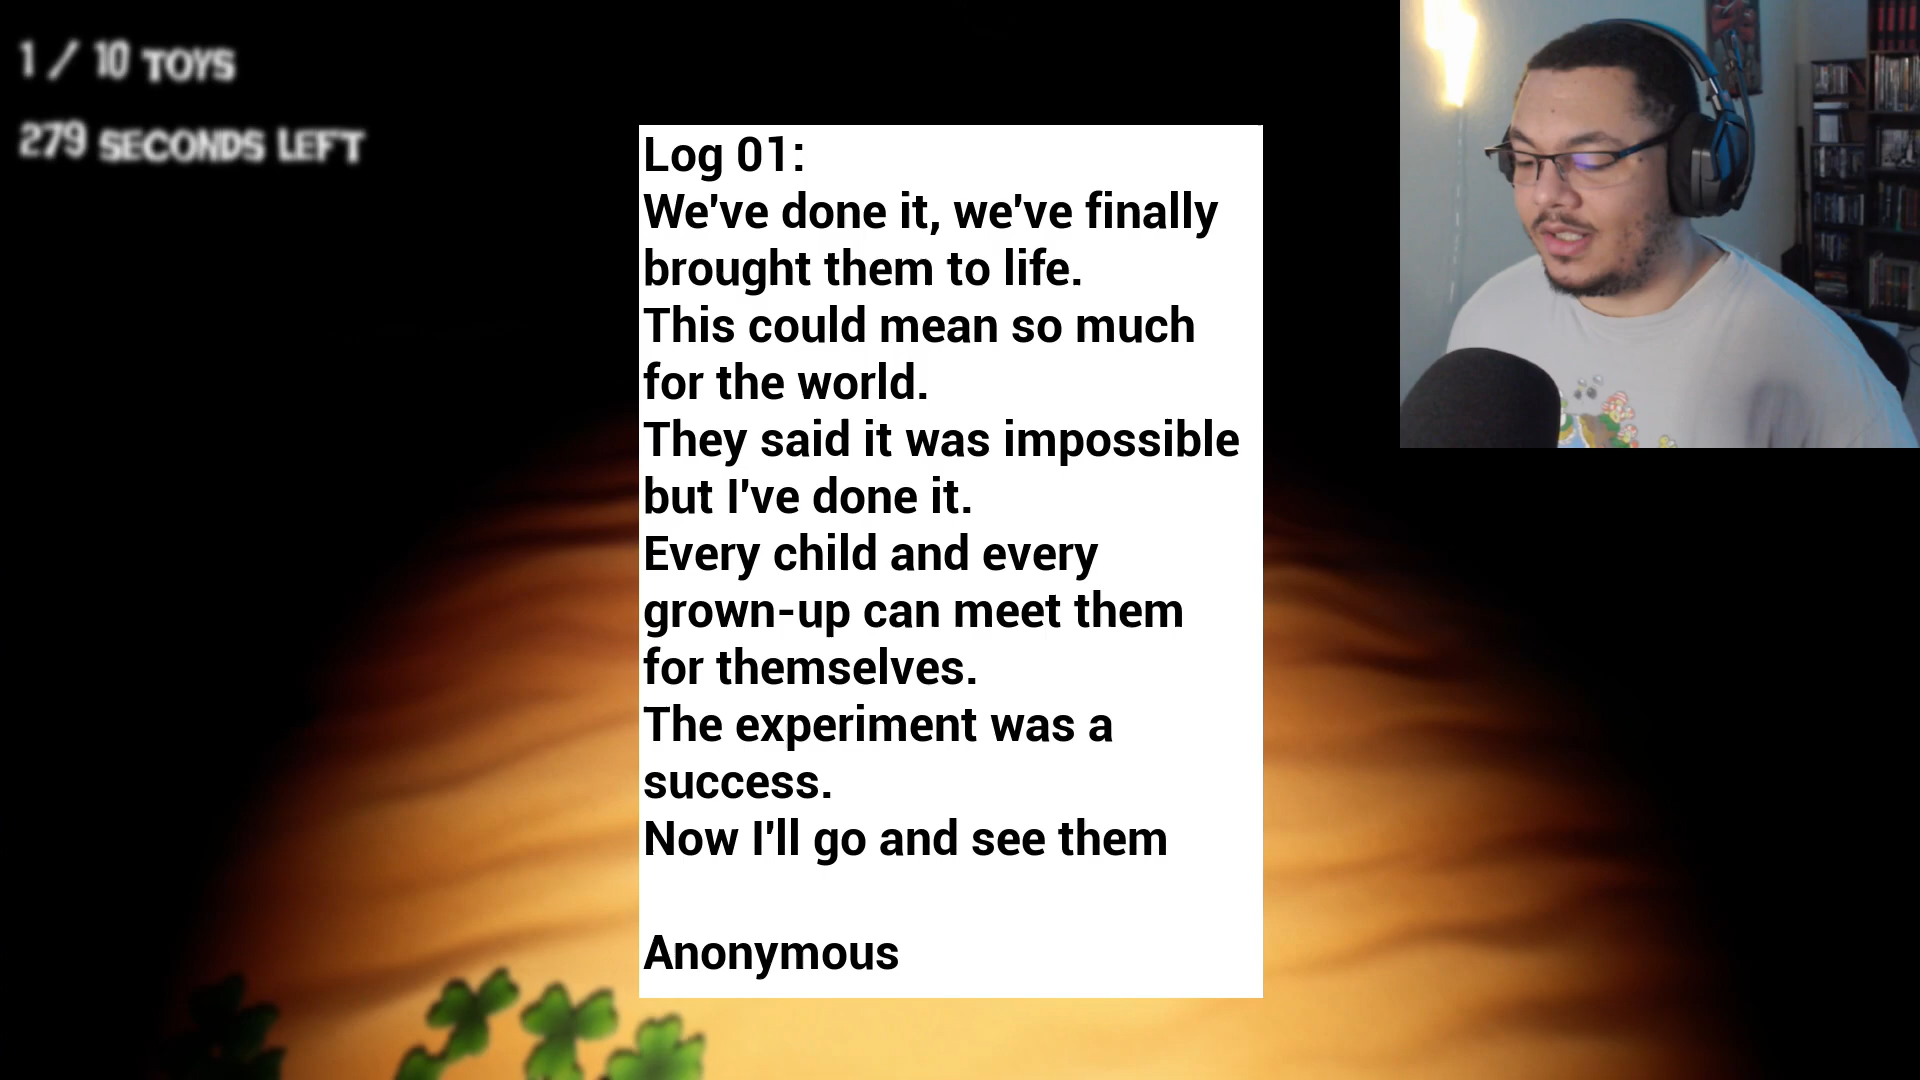 1 / 10 TOYS
279 SECONDS LEFT
Log 01:
We've done it, we've finally
brought them to life.
This could mean so much
for the world.
They said it was impossible
but I've done it.
Every child and every
grown-up can meet them
for themselves.
The experiment was a
success.
Now I'll go and see them
Anonymous